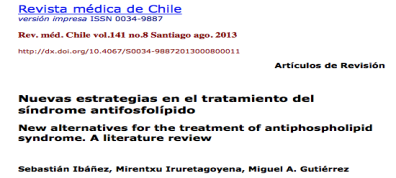 Revista médica de Chile
versión impresa ISSN 0034-9887
Rev. méd. Chile vol.141 no.8 Santiago ago. 2013
http://dx.doi.org/10.4067/S0034-98872013000800011
Artículos de Revisión
Nuevas estrategias en el tratamiento del
síndrome antifosfolípido
New alternatives for the treatment of antiphospholipid
syndrome. A literature review
Sebastián Ibáñez, Mirentxu Iruretagoyena, Miguel A. Gutiérrez